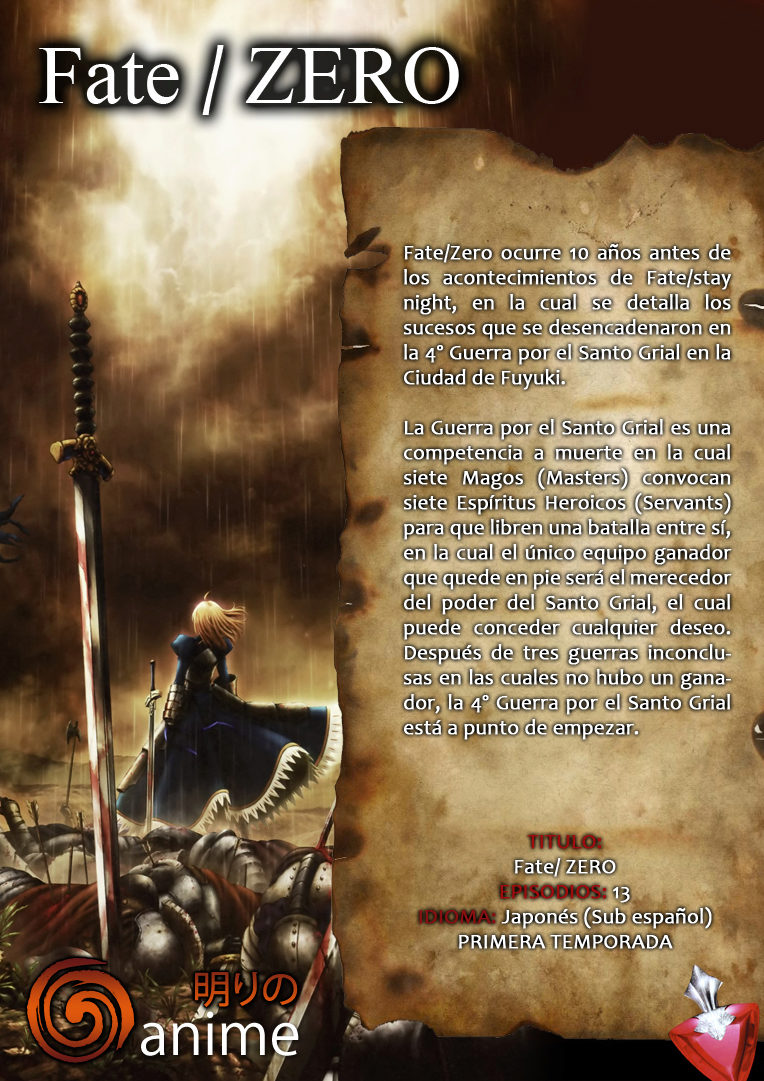 Fate / ZERO
Fate/Zero ocurre 10 años antes de
los acontecimientos de Fate/stay
night, en la cual se detalla los
sucesos que se desencadenaron en
la 4° Guerra por el Santo Grial en la
Ciudad de Fuyuki.
La Guerra por el Santo Grial es una
competencia a muerte en la cual
siete Magos (Masters) convocan
siete Espíritus Heroicos (Servants)
para que libren una batalla entre sí,
en la cual el único equipo ganador
que quede en pie será el merecedor
del poder del Santo Grial, el cual
puede conceder cualquier deseo.
Después de tres guerras inconclu-
sas en las cuales no hubo un gana-
dor, la 4° Guerra por el Santo Grial
está a punto de empezar.
TITULO:
Fate/ ZERO
EPISODIOS: 13
IDIOMA: Japonés (Sub español)
PRIMERA TEMPORADA
明りの
anime